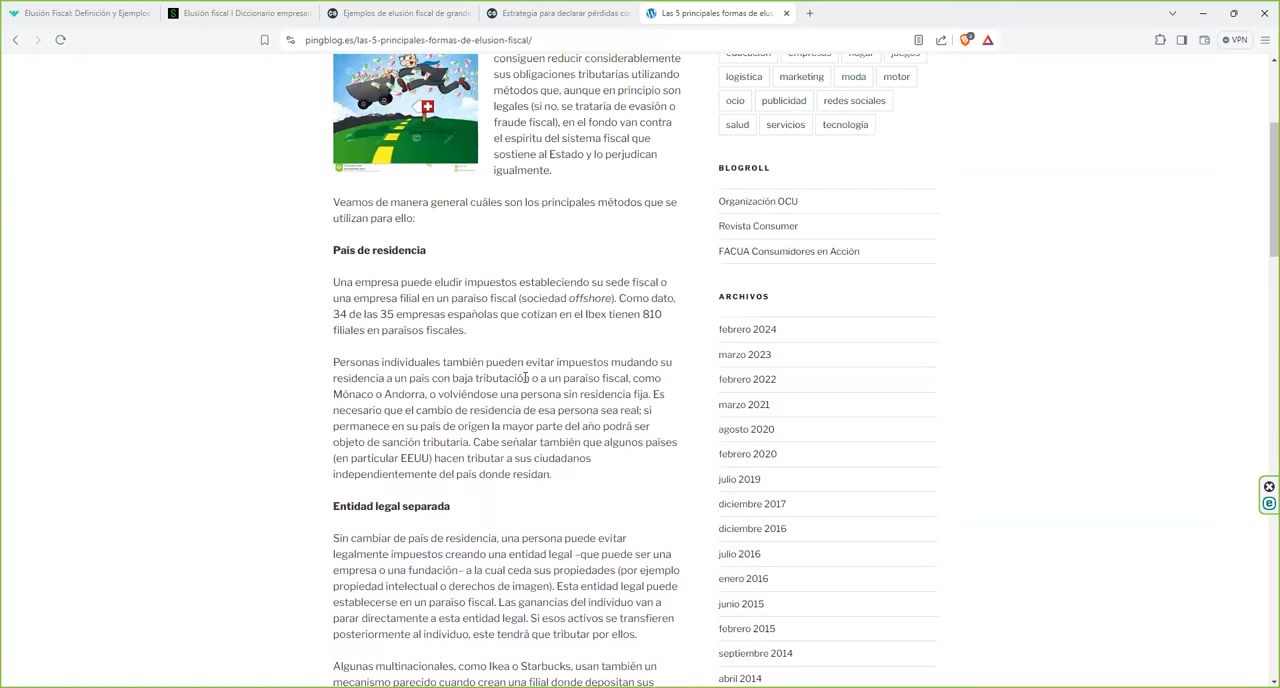 Elusión Fiscal: Definición y Ejemplos
Elusión fiscal | Diccionario empresari
Ejemplos de elusión fiscal de grande
Estrategia para declarar pérdidas co
Las 5 principales formas de elus
pingblog.es/las-5-principales-formas-de-elusion-fiscal/
VPN
consiguen reducir considerablemente
sus obligaciones tributarias utilizando
métodos que, aunque en principio son
legales (si no, se trataría de evasión o
fraude fiscal), en el fondo van contra
el espíritu del sistema fiscal que
sostiene al Estado y lo perjudican
igualmente.
Veamos de manera general cuáles son los principales métodos que se
utilizan para ello:
País de residencia
Una empresa puede eludir impuestos estableciendo su sede fiscal o
una empresa filial en un paraíso fiscal (sociedad offshore). Como dato,
34 de las 35 empresas españolas que cotizan en el Ibex tienen 810
filiales en paraísos fiscales.
Personas individuales también pueden evitar impuestos mudando su
residencia a un país con baja tributación o a un paraíso fiscal, como
Mónaco o Andorra, o volviéndose una persona sin residencia fija. Es
necesario que el cambio de residencia de esa persona sea real; si
permanece en su país de origen la mayor parte del año podrá ser
objeto de sanción tributaria. Cabe señalar también que algunos países
(en particular EEUU) hacen tributar a sus ciudadanos
independientemente del país donde residan.
Entidad legal separada
Sin cambiar de país de residencia, una persona puede evitar
legalmente impuestos creando una entidad legal –que puede ser una
empresa o una fundación– a la cual ceda sus propiedades (por ejemplo
propiedad intelectual o derechos de imagen). Esta entidad legal puede
establecerse en un paraíso fiscal. Las ganancias del individuo van a
parar directamente a esta entidad legal. Si esos activos se transfieren
posteriormente al individuo, este tendrá que tributar por ellos.
Algunas multinacionales, como Ikea o Starbucks, usan también un
mecanismo parecido cuando crean una filial donde depositan sus
educación empresas hogar juegos
logística marketing moda motor
ocio publicidad redes sociales
salud servicios tecnología
BLOGROLL
Organización OCU
Revista Consumer
FACUA Consumidores en Acción
ARCHIVOS
febrero 2024
marzo 2023
febrero 2022
marzo 2021
agosto 2020
febrero 2020
julio 2019
diciembre 2017
diciembre 2016
julio 2016
enero 2016
junio 2015
febrero 2015
septiembre 2014
abril 2014